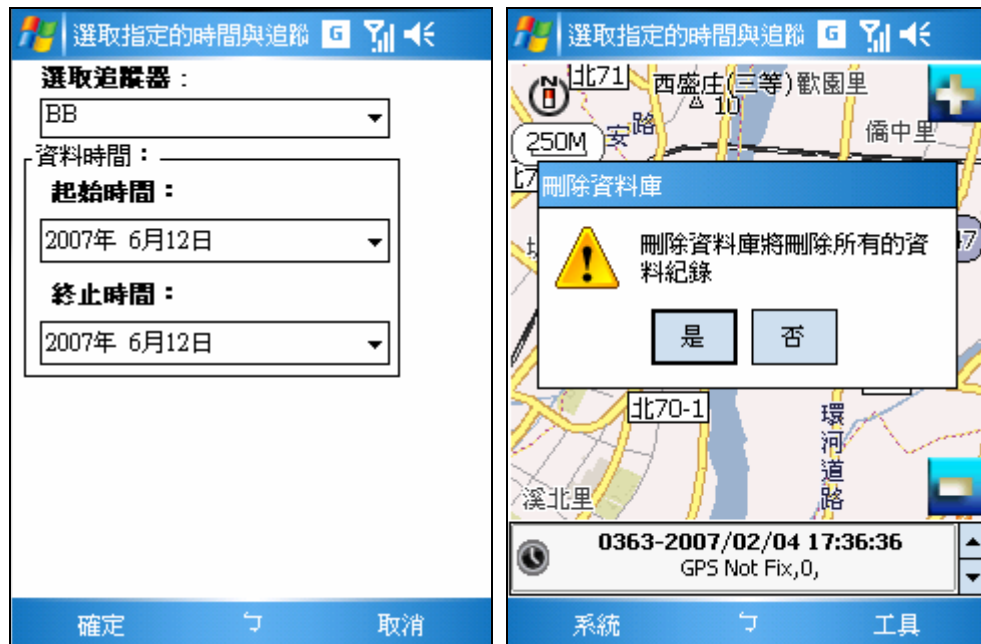 選取指定的時間與追蹤
G
選取追蹤器:
BB
資料時間:
起始時間:
2007年 6月12日
終止時間:
2007年 6月12日
確定
ㄅ
取消
選取指定的時間與追蹤
G
北71
西盛庄(三等)
歡園里
10
250M
安
路
僑中里
刪除資料庫
刪除資料庫將刪除所有的資
料紀錄
是
否
北70-1
環
河
道
路
溪北里
0363-2007/02/04 17:36:36
GPS Not Fix,0,
系統
ㄅ
工具